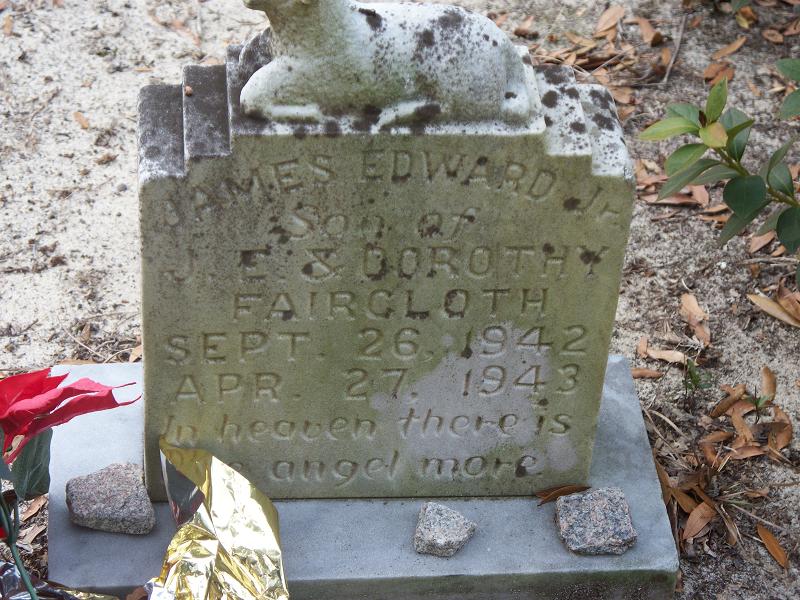 JAMES EDWARD JR
Son of
J. E. & DOROTHY
FAIRCLOTH
SEPT. 26, 1942
APR. 27, 1943
In heaven there is
One angel more